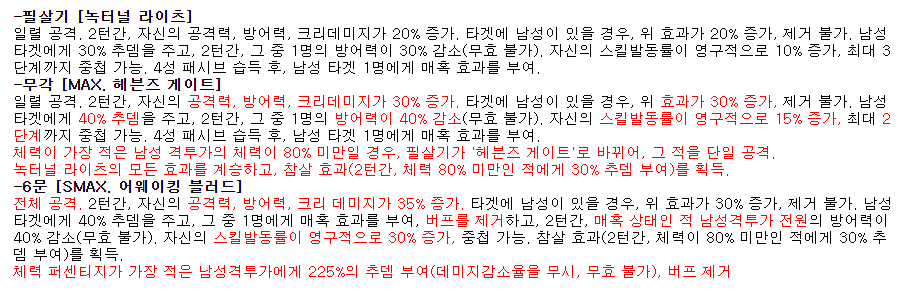 -필살기 [녹터널 라이츠]
일렬 공격. 2턴간, 자신의 공격력, 방어력, 크리데미지가 20% 증가. 타겟에 남성이 있을 경우, 위 효과가 20% 증가, 제거 불가. 남성
타겟에게 30% 추뎀을 주고, 2턴간, 그 중 1명의 방어력이 30% 감소(무효 불가). 자신의 스킬발동률이 영구적으로 10% 증가, 최대 3
단계까지 중첩 가능. 4성 패시브 습득 후, 남성 타겟 1명에게 매혹 효과를 부여.
-무각 [MAX. 헤븐즈 게이트]
일렬 공격. 2턴간, 자신의 공격력, 방어력, 크리데미지가 30% 증가. 타겟에 남성이 있을 경우, 위 효과가 30% 증가, 제거 불가. 남성
타겟에게 40% 추뎀을 주고, 2턴간, 그 중 1명의 방어력이 40% 감소(무효 불가). 자신의 스킬발동률이 영구적으로 15% 증가, 최대 2
단계까지 중첩 가능. 4성 패시브 습득 후, 남성 타겟 1명에게 매혹 효과를 부여.
체력이 가장 적은 남성 격투가의 체력이 80% 미만일 경우, 필살기가 '헤븐즈 게이트'로 바뀌어, 그 적을 단일 공격.
녹터널 라이츠의 모든 효과를 계승하고, 참살 효과(2턴간, 체력 80% 미만인 적에게 30% 추뎀 부여)를 획득.
-6문 [SMAX. 어웨이킹 블러드]
전체 공격. 2턴간, 자신의 공격력, 방어력, 크리 데미지가 35% 증가. 타겟에 남성이 있을 경우, 위 효과가 30% 증가, 제거 불가. 남성
타겟에게 40% 추뎀을 주고, 그 중 1명에게 매혹 효과를 부여, 버프를 제거하고, 2턴간, 매혹 상태인 적 남성격투가 전원의 방어력이
40% 감소(무효 불가). 자신의 스킬발동률이 영구적으로 30% 증가, 중첩 가능. 참살 효과(2턴간, 체력이 80% 미만인 적에게 30% 추
뎀 부여)를 획득.
체력 퍼센티지가 가장 적은 남성격투가에게 225%의 추뎀 부여(데미지감소율을 무시, 무효 불가), 버프 제거